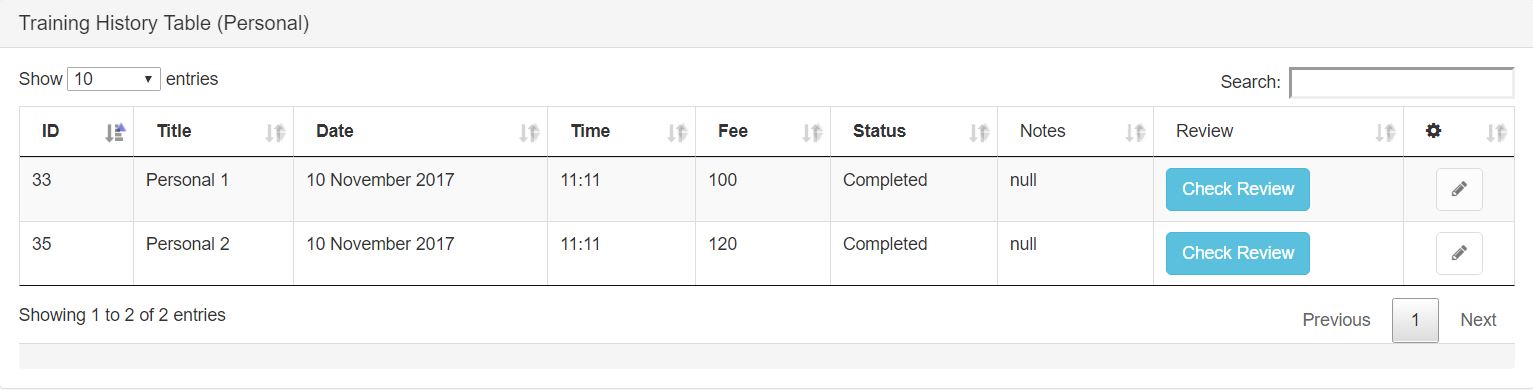 Training History Table (Personal)
Show 10 entries
Search:
ID Title Date Time Fee Status Notes Review
33 Personal 1 10 November 2017 11:11 100 Completed null Check Review
35 Personal 2 10 November 2017 11:11 120 Completed null Check Review
Showing 1 to 2 of 2 entries
Previous 1 Next